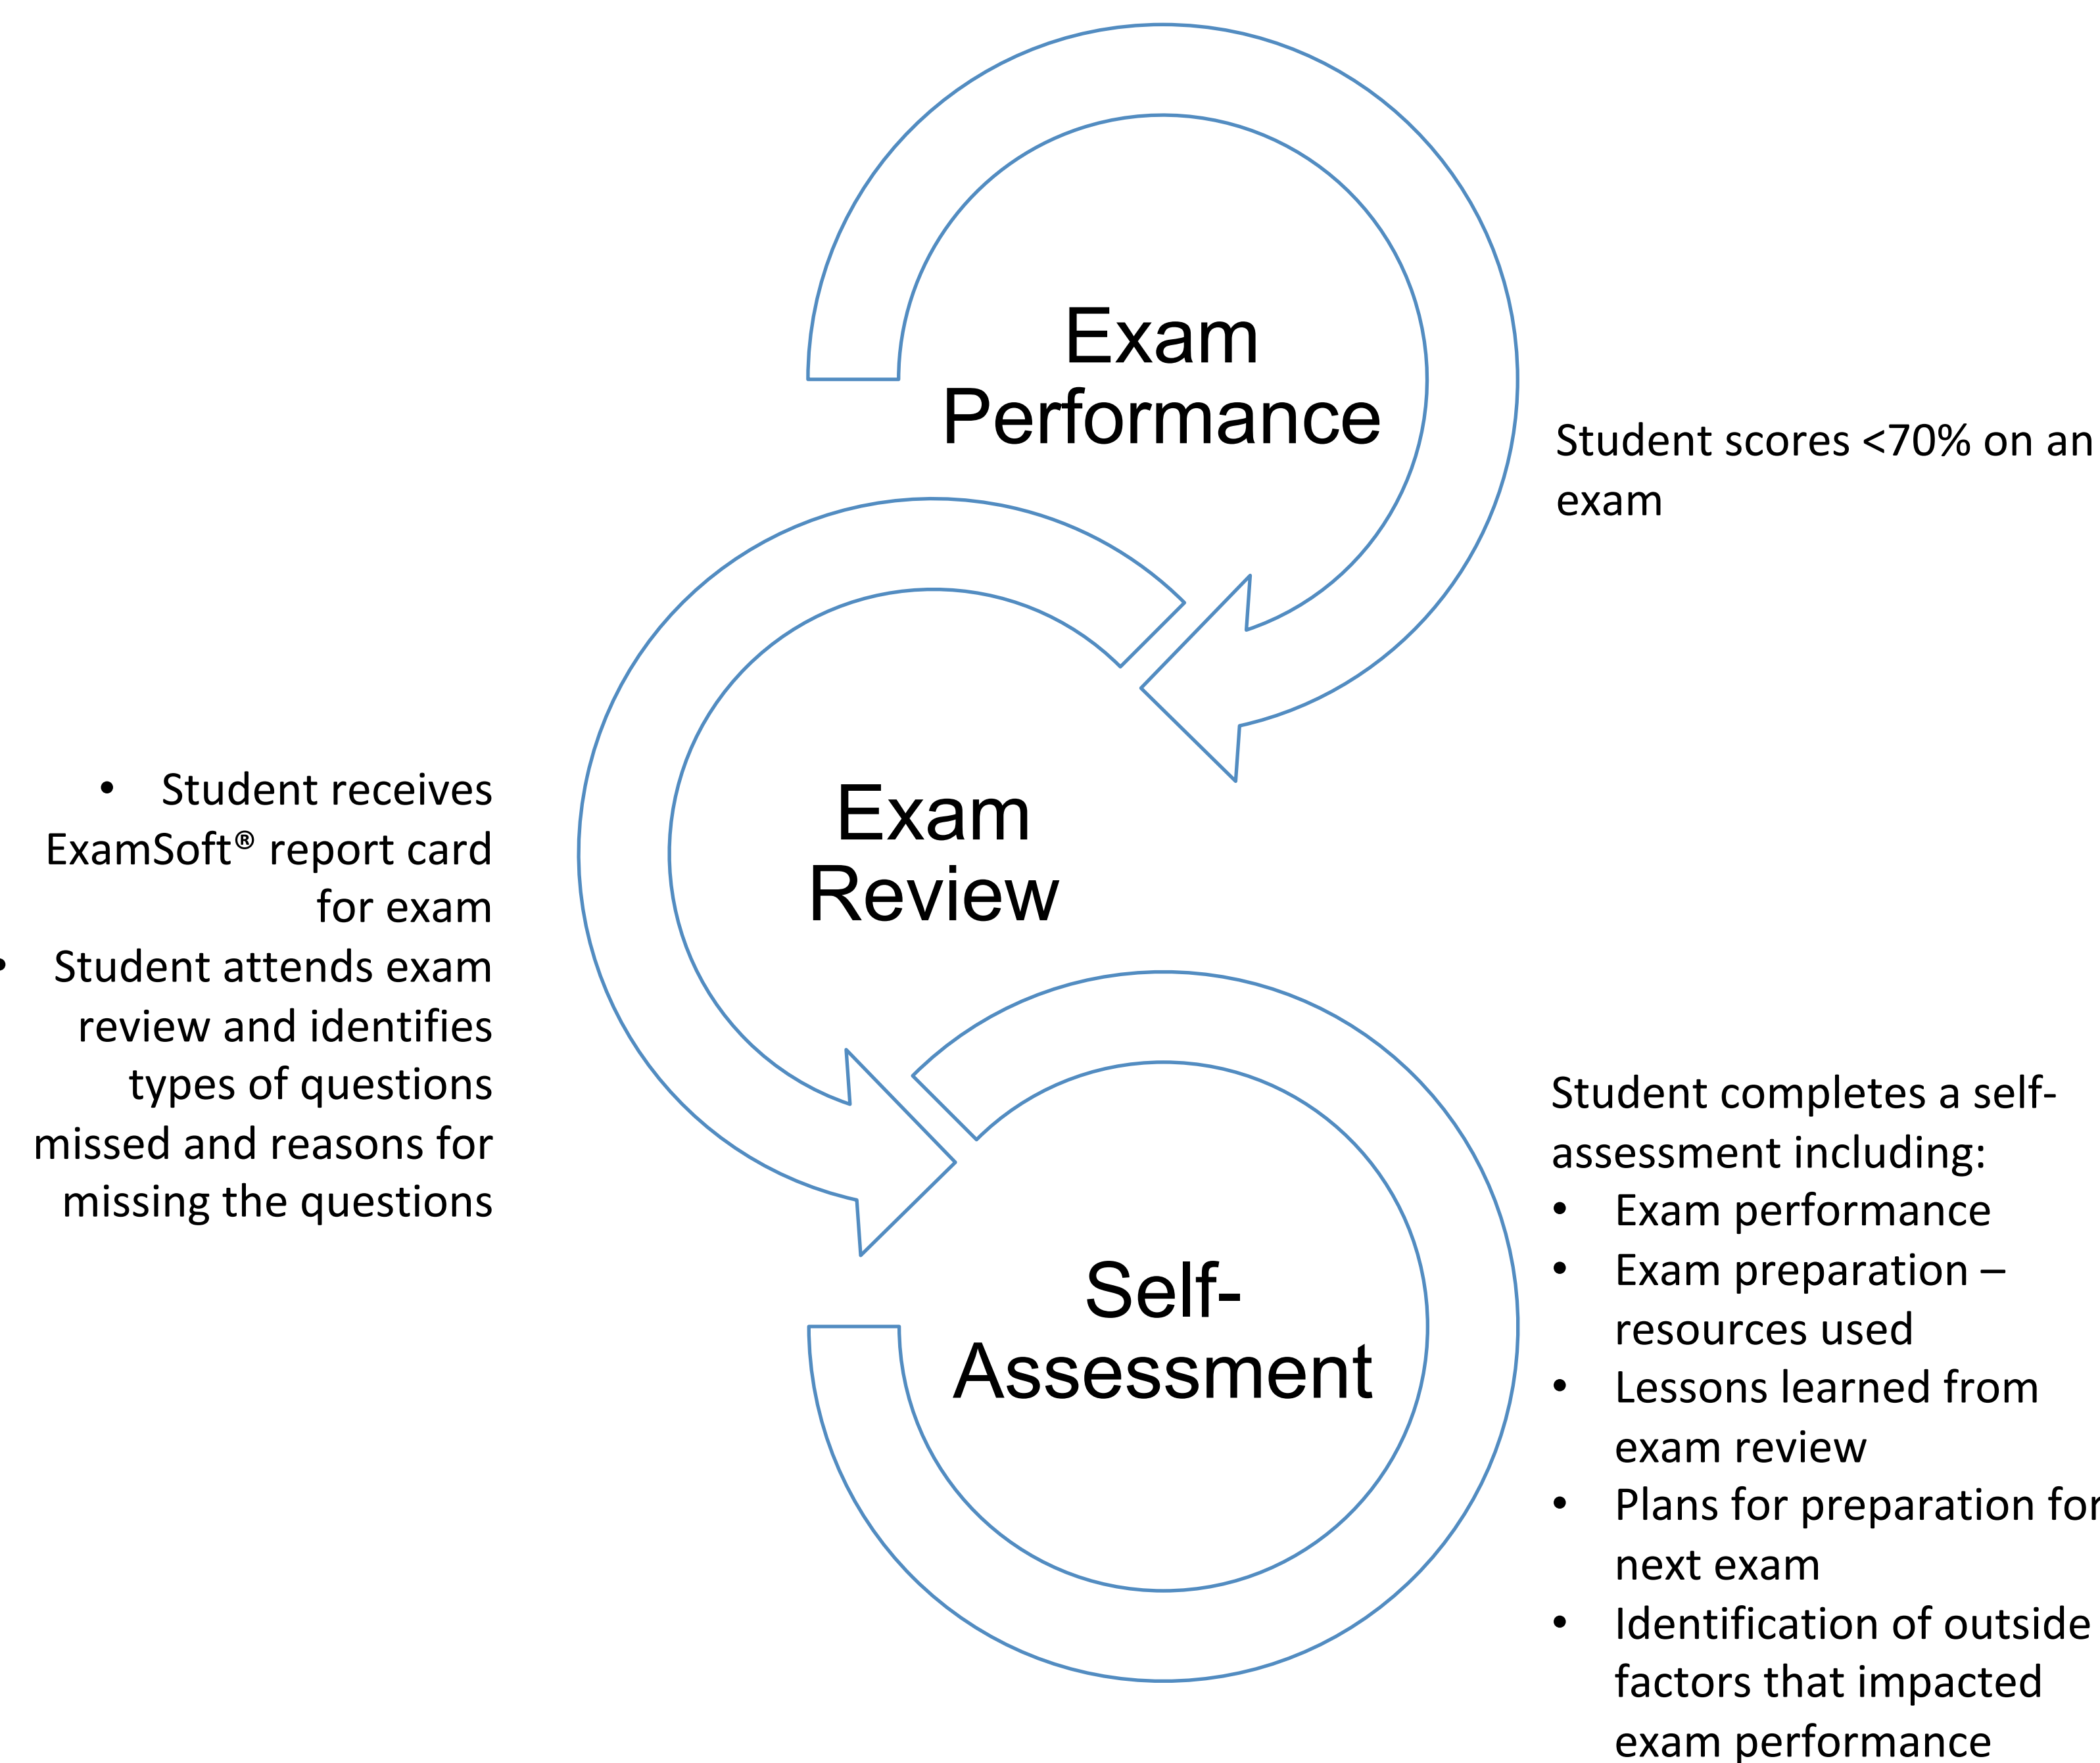 Exam
Performance
Student scores <70% on an
exam
Exam
Review
• Student receives
ExamSoft® report card
for exam
• Student attends exam
review and identifies
types of questions
missed and reasons for
missing the questions
Self-
Assessment
Student completes a self-
assessment including:
• Exam performance
• Exam preparation –
resources used
• Lessons learned from
exam review
• Plans for preparation for
next exam
• Identification of outside
factors that impacted
exam performance